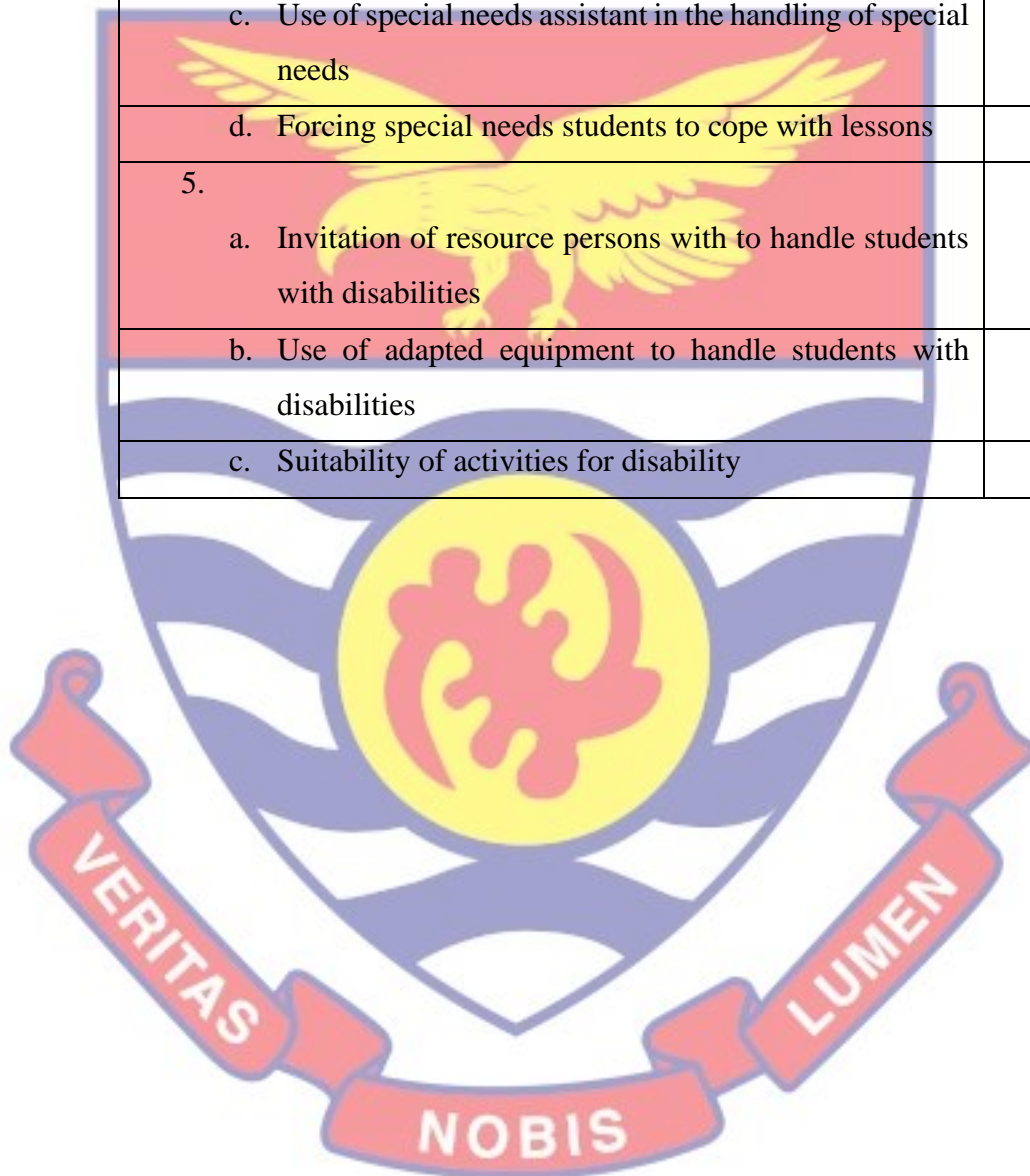 c. Use of special needs assistant in the handling of special
needs
d. Forcing special needs students to cope with lessons
5.
a. Invitation of resource persons with to handle students
with disabilities
b. Use of adapted equipment to handle students with
disabilities
c. Suitability of activities for disability
VERITAS
NOBIS
LUMEN